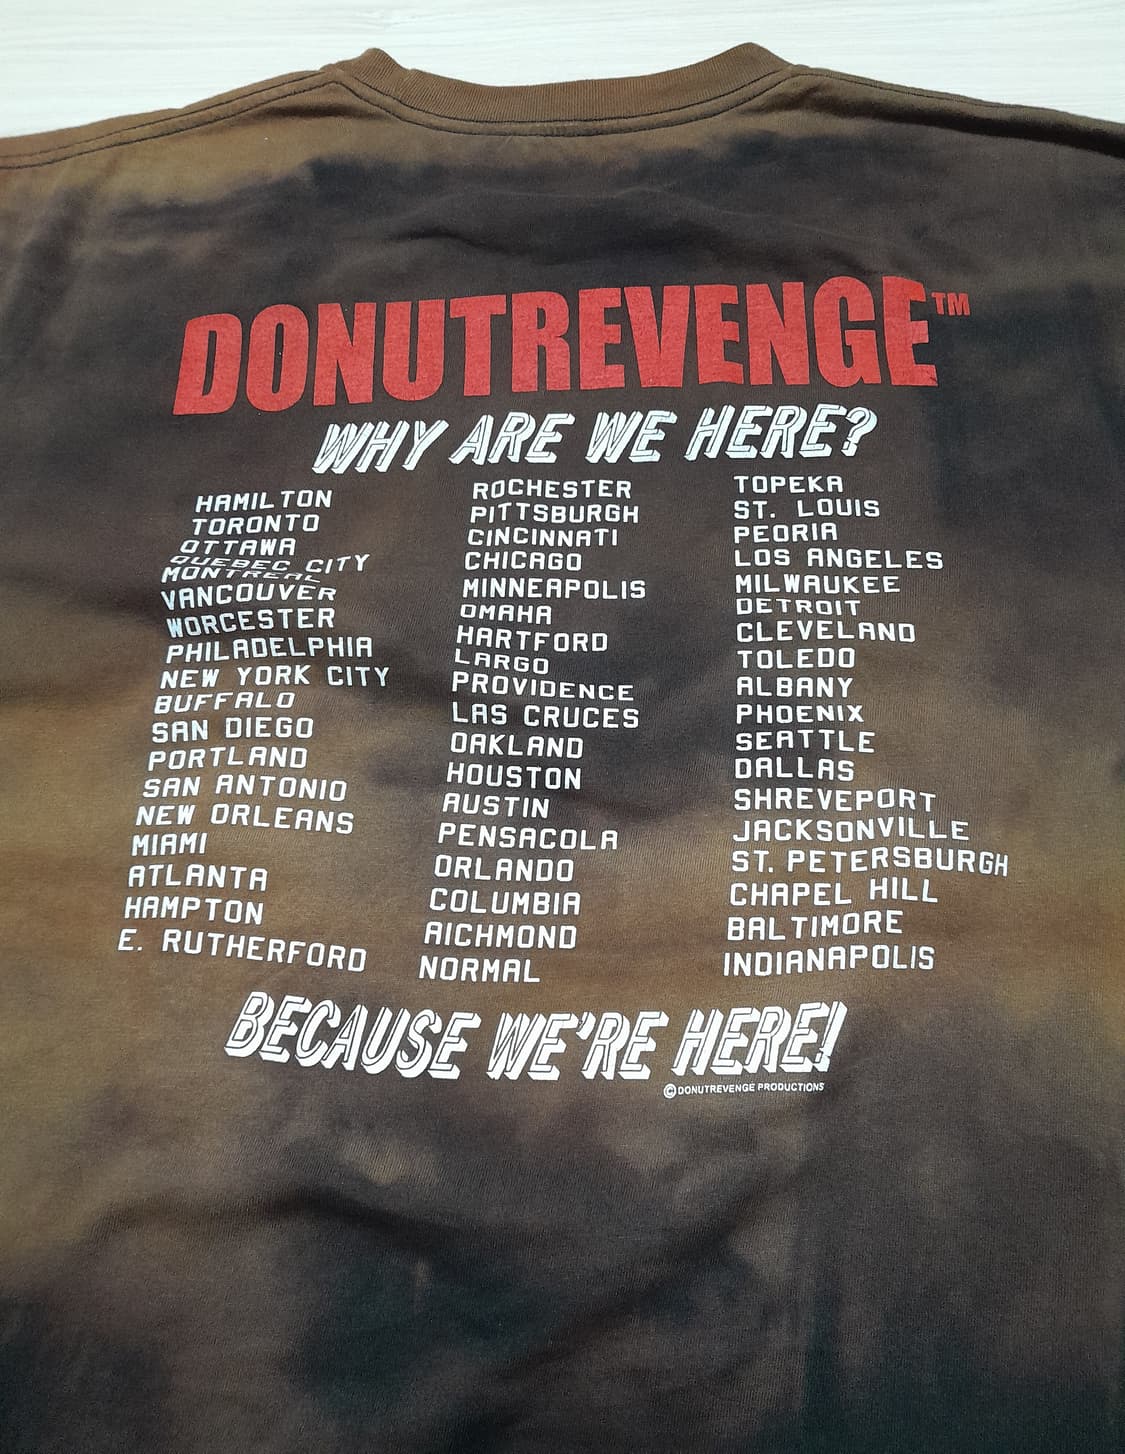 DONUTREVENGE™
WHY ARE WE HERE?
HAMILTON
TORONTO
OTTAWA
QUEBEC CITY
MONTREAL
VANCOUVER
WORCESTER
PHILADELPHIA
NEW YORK CITY
BUFFALO
SAN DIEGO
PORTLAND
SAN ANTONIO
NEW ORLEANS
MIAMI
ATLANTA
HAMPTON
E. RUTHERFORD
ROCHESTER
PITTSBURGH
CINCINNATI
CHICAGO
MINNEAPOLIS
OMAHA
HARTFORD
LARGO
PROVIDENCE
LAS CRUCES
OAKLAND
HOUSTON
AUSTIN
PENSACOLA
ORLANDO
COLUMBIA
RICHMOND
NORMAL
TOPEKA
ST. LOUIS
PEORIA
LOS ANGELES
MILWAUKEE
DETROIT
CLEVELAND
TOLEDO
ALBANY
PHOENIX
SEATTLE
DALLAS
SHREVEPORT
JACKSONVILLE
ST. PETERSBURGH
CHAPEL HILL
BALTIMORE
INDIANAPOLIS
BECAUSE WE'RE HERE!
©DONUTREVENGE PRODUCTIONS